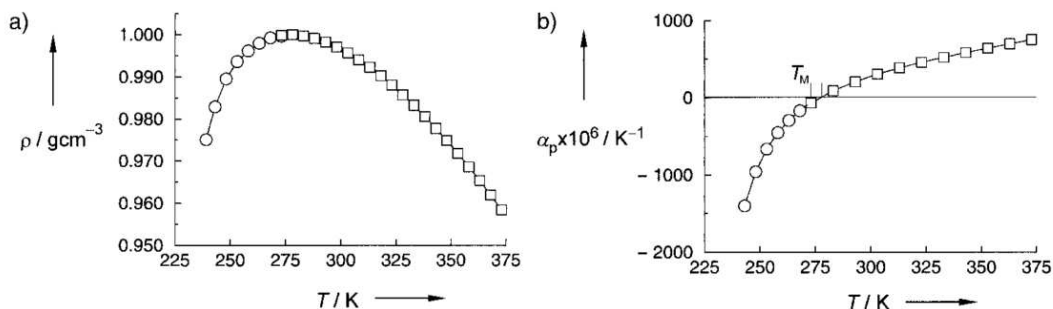 a)
1.000
0.990
0.980
ρ / gcm⁻³
0.970
0.960
0.950
225 250 275 300 325 350 375
T / K
b)
1000
T_M
0
α_p x10⁶ / K⁻¹
− 1000
− 2000
225 250 275 300 325 350 375
T / K